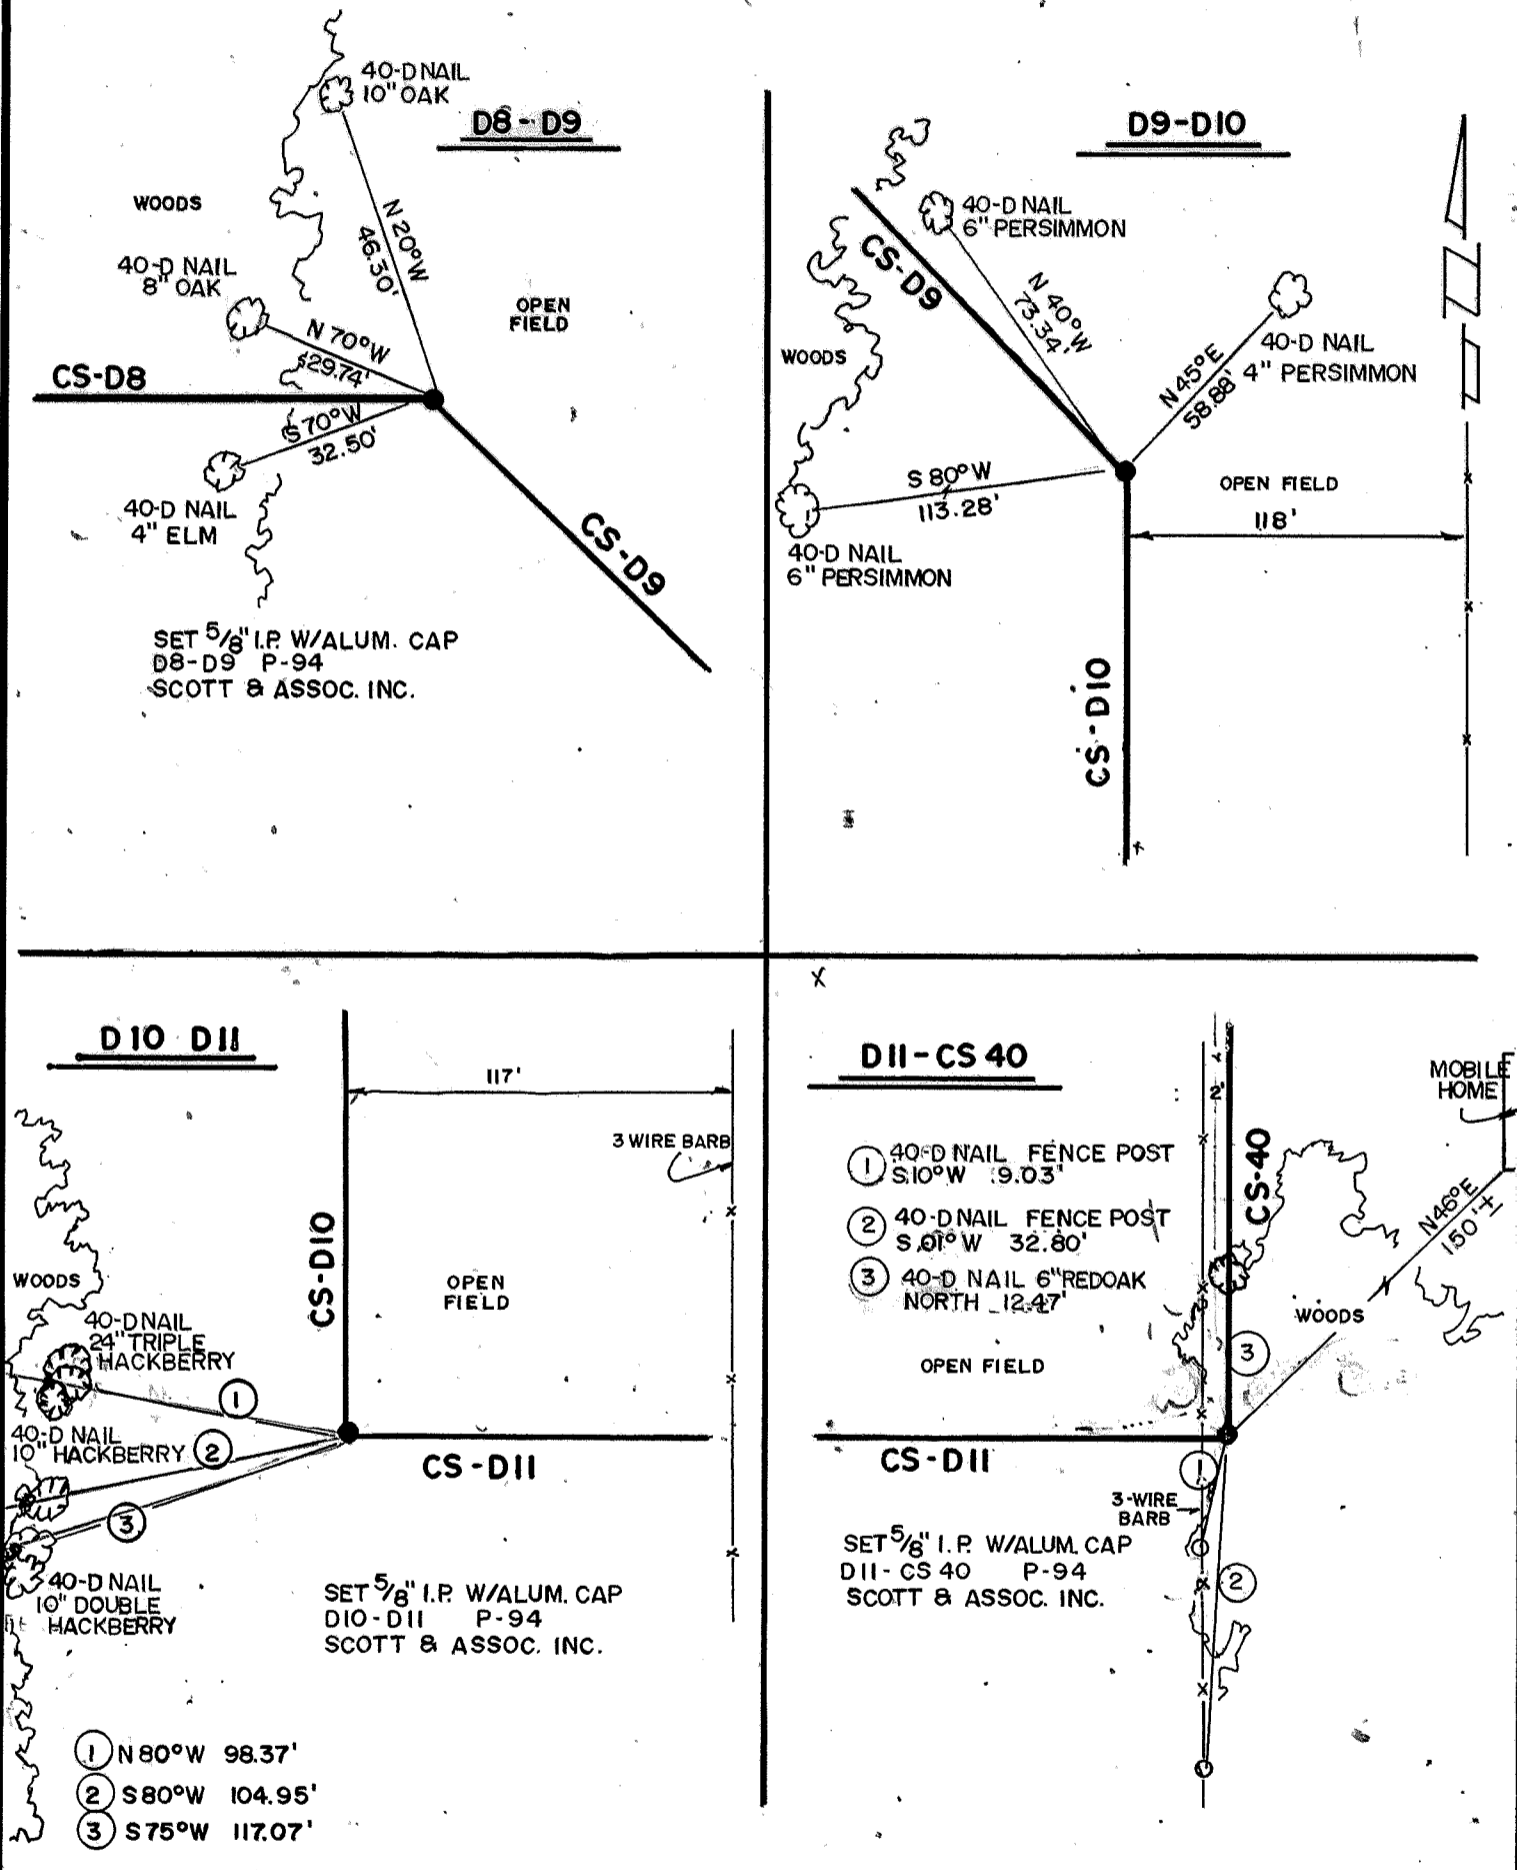 D8-D9
40-D NAIL
10" OAK
WOODS
N 20°W
46.30'
40-D NAIL
8" OAK
OPEN
FIELD
N 70°W
29.74'
CS-D8
S 70°W
32.50'
40-D NAIL
4" ELM
CS-D9
SET 5/8" I.P. W/ALUM. CAP
D8-D9 P-94
SCOTT & ASSOC. INC.
D9-D10
40-D NAIL
6" PERSIMMON
CS-D9
N 40°W
73.34'
WOODS
40-D NAIL
4" PERSIMMON
N 45°E
58.88'
S 80°W
113.28'
OPEN FIELD
118'
40-D NAIL
6" PERSIMMON
CS-D10
D10 D11
117'
3 WIRE BARB
CS-D10
WOODS
OPEN
FIELD
40-D NAIL
24" TRIPLE
HACKBERRY
1
40-D NAIL
10" HACKBERRY
2
CS-D11
3
40-D NAIL
10" DOUBLE
HACKBERRY
SET 5/8" I.P. W/ALUM. CAP
D10-D11 P-94
SCOTT & ASSOC. INC.
1 N 80°W 98.37'
2 S 80°W 104.95'
3 S 75°W 117.07'
D11-CS 40
MOBILE
HOME
2'
1 40-D NAIL FENCE POST
S 10°W 9.03'
2 40-D NAIL FENCE POST
S 01°W 32.80'
3 40-D NAIL 6" REDOAK
NORTH 12.47'
CS-40
N 46°E
150'±
WOODS
OPEN FIELD
3
CS-D11
1
3-WIRE
BARB
2
SET 5/8" I.P. W/ALUM. CAP
D11-CS 40 P-94
SCOTT & ASSOC. INC.